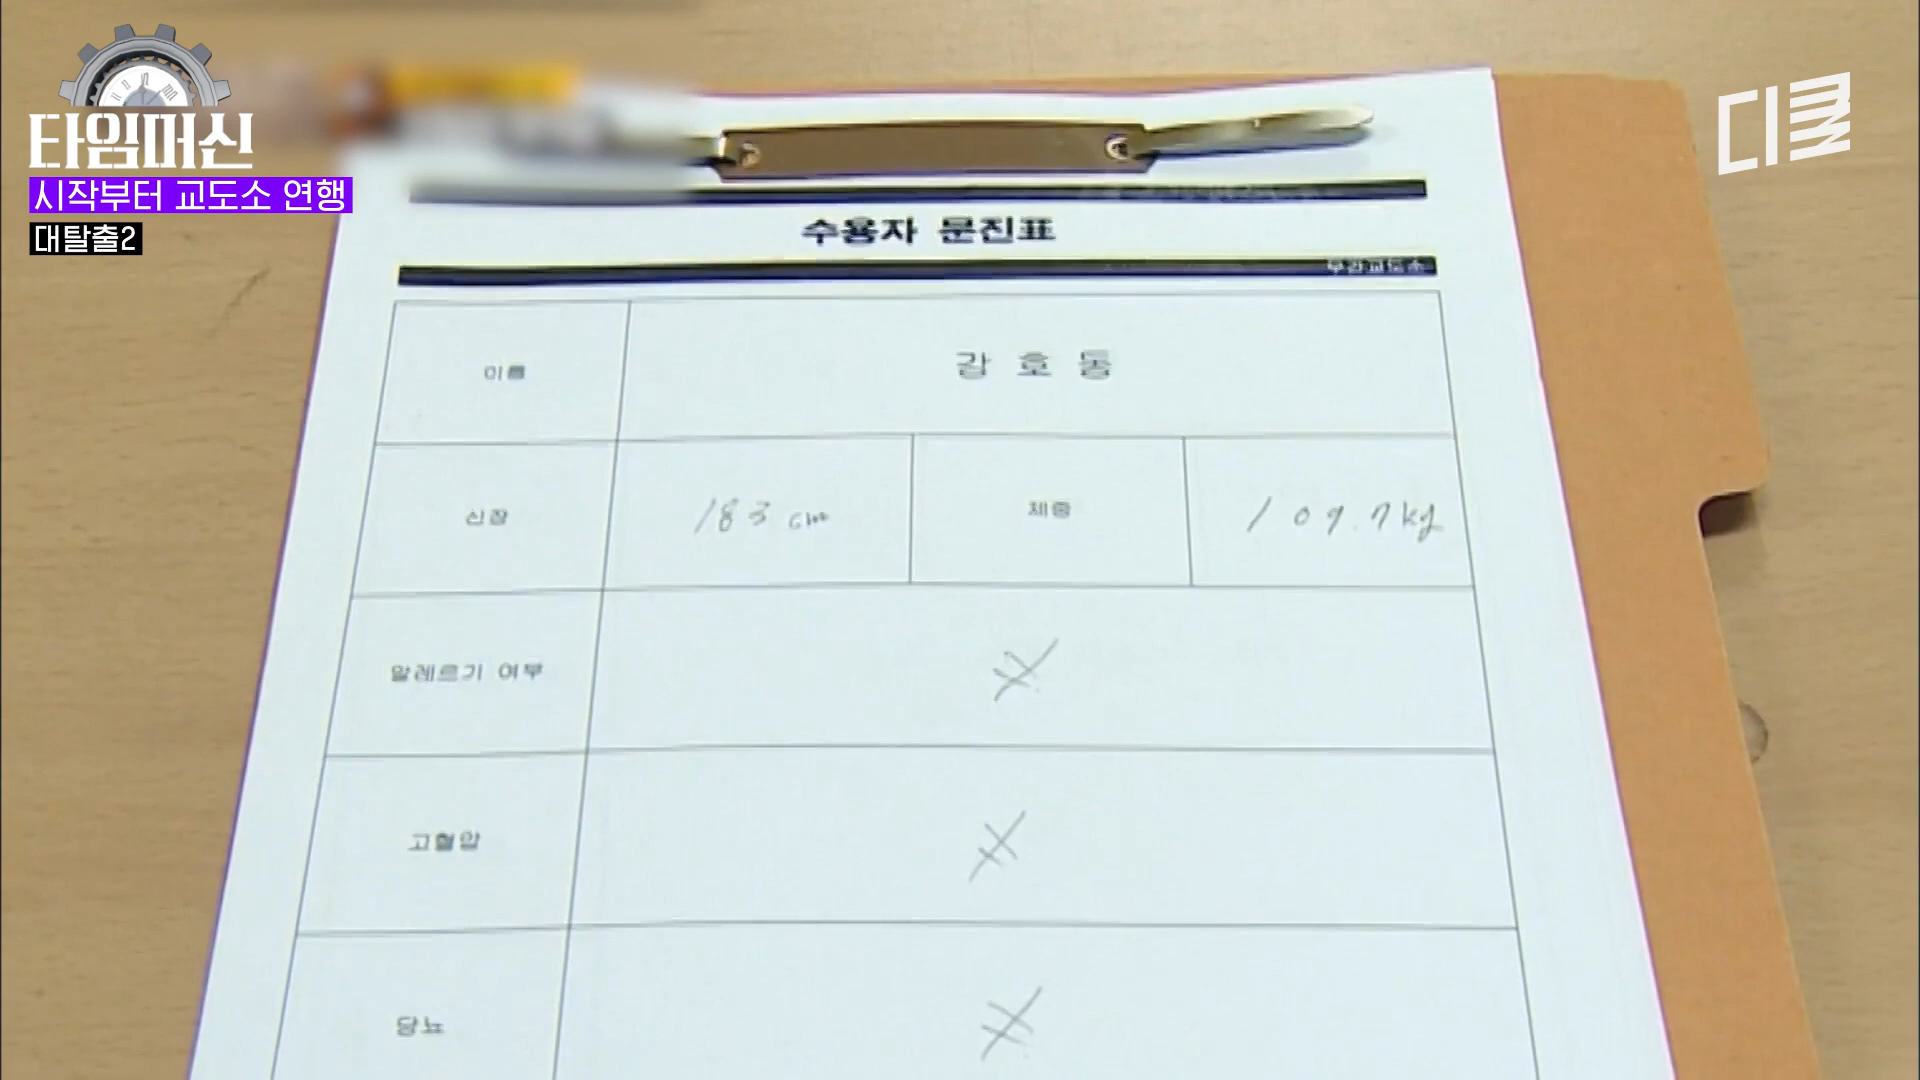 타임머신
시작부터 교도소 연행
대탈출2
디글
수용자 문진표
이름 강 호 동
신장 183 cm 체중 109.7kg
알레르기 여부
고혈압
당뇨